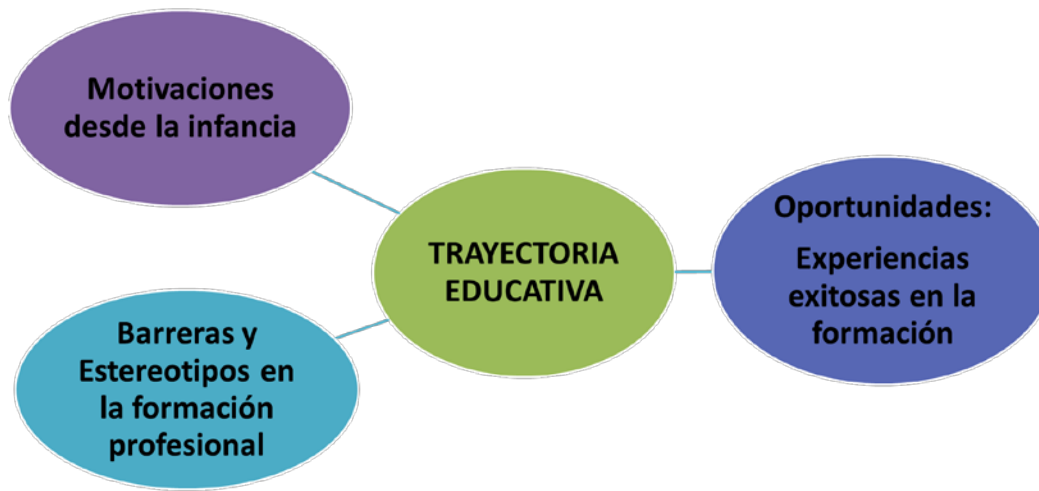 Motivaciones
desde la infancia
TRAYECTORIA
EDUCATIVA
Oportunidades:
Experiencias
exitosas en la
formación
Barreras y
Estereotipos en
la formación
profesional